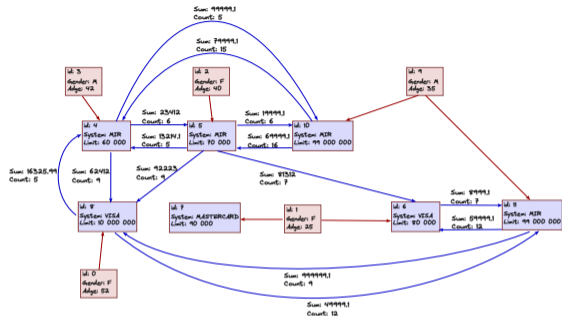 Sum: 99999.1
Count: 5
Sum: 79999.1
Count: 15
id: 3
Gender: M
Adge: 42
id: 2
Gender: F
Adge: 40
id: 9
Gender: M
Adge: 35
id: 4
System: MIR
Limit: 60 000
Sum: 23412
Count: 6
Sum: 13214.1
Count: 5
id: 5
System: MIR
Limit: 70 000
Sum: 19999.1
Count: 6
Sum: 69999.1
Count: 16
id: 10
System: MIR
Limit: 99 000 000
Sum: 16325.99
Count: 5
Sum: 62412
Count: 9
Sum: 92223
Count: 9
Sum: 81312
Count: 7
id: 8
System: VISA
Limit: 10 000 000
id: 7
System: MASTERCARD
Limit: 90 000
id: 1
Gender: F
Adge: 25
id: 6
System: VISA
Limit: 80 000
Sum: 8999.1
Count: 7
Sum: 59999.1
Count: 12
id: 11
System: MIR
Limit: 99 000 000
id: 0
Gender: F
Adge: 52
Sum: 999999.1
Count: 9
Sum: 49999.1
Count: 12